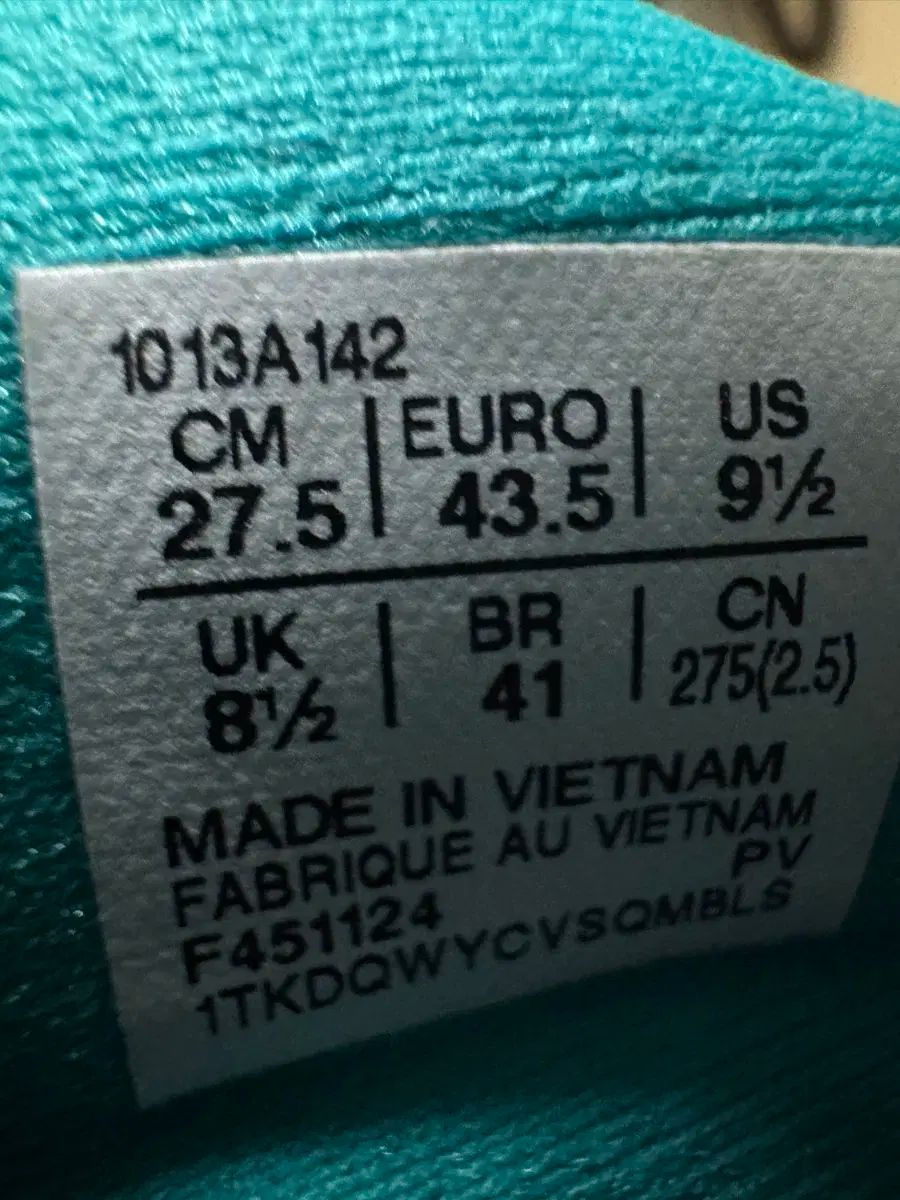 1013A142
CM | EURO | US
27.5 | 43.5 | 9½
UK | BR | CN
8½ | 41 | 275(2.5)
MADE IN VIETNAM
FABRIQUE AU VIETNAM
PV
F451124
1TKDQWYCVSQMBLS